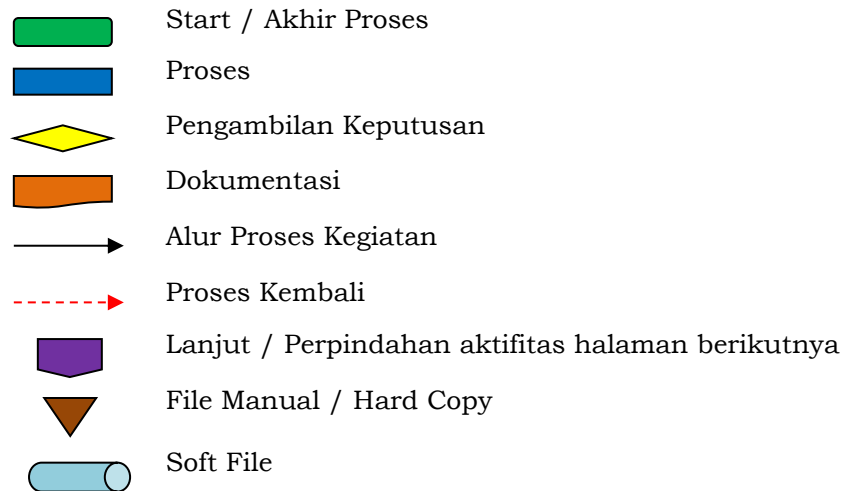 Start / Akhir Proses
Proses
Pengambilan Keputusan
Dokumentasi
Alur Proses Kegiatan
Proses Kembali
Lanjut / Perpindahan aktifitas halaman berikutnya
File Manual / Hard Copy
Soft File